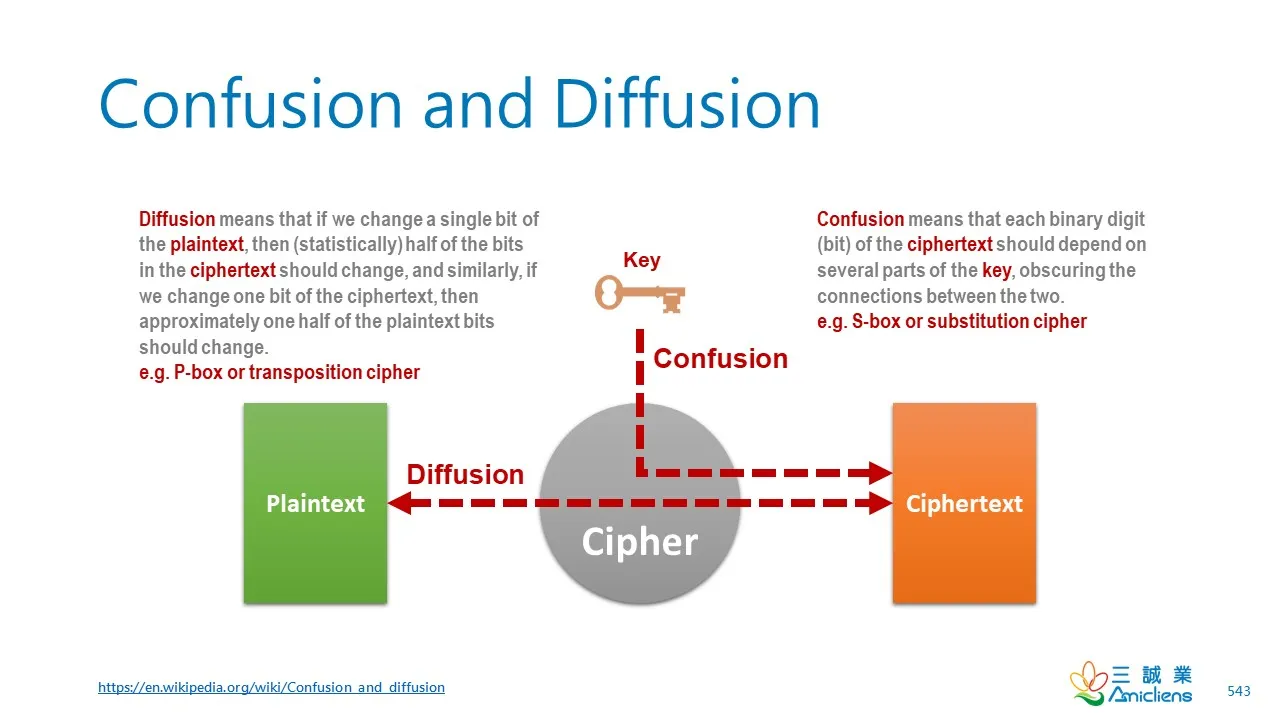 Confusion and Diffusion
Diffusion means that if we change a single bit of
the plaintext, then (statistically) half of the bits
in the ciphertext should change, and similarly, if
we change one bit of the ciphertext, then
approximately one half of the plaintext bits
should change.
e.g. P-box or transposition cipher
Key
Confusion means that each binary digit
(bit) of the ciphertext should depend on
several parts of the key, obscuring the
connections between the two.
e.g. S-box or substitution cipher
Confusion
Diffusion
Plaintext
Cipher
Ciphertext
https://en.wikipedia.org/wiki/Confusion_and_diffusion
三誠業
Amicliens
543